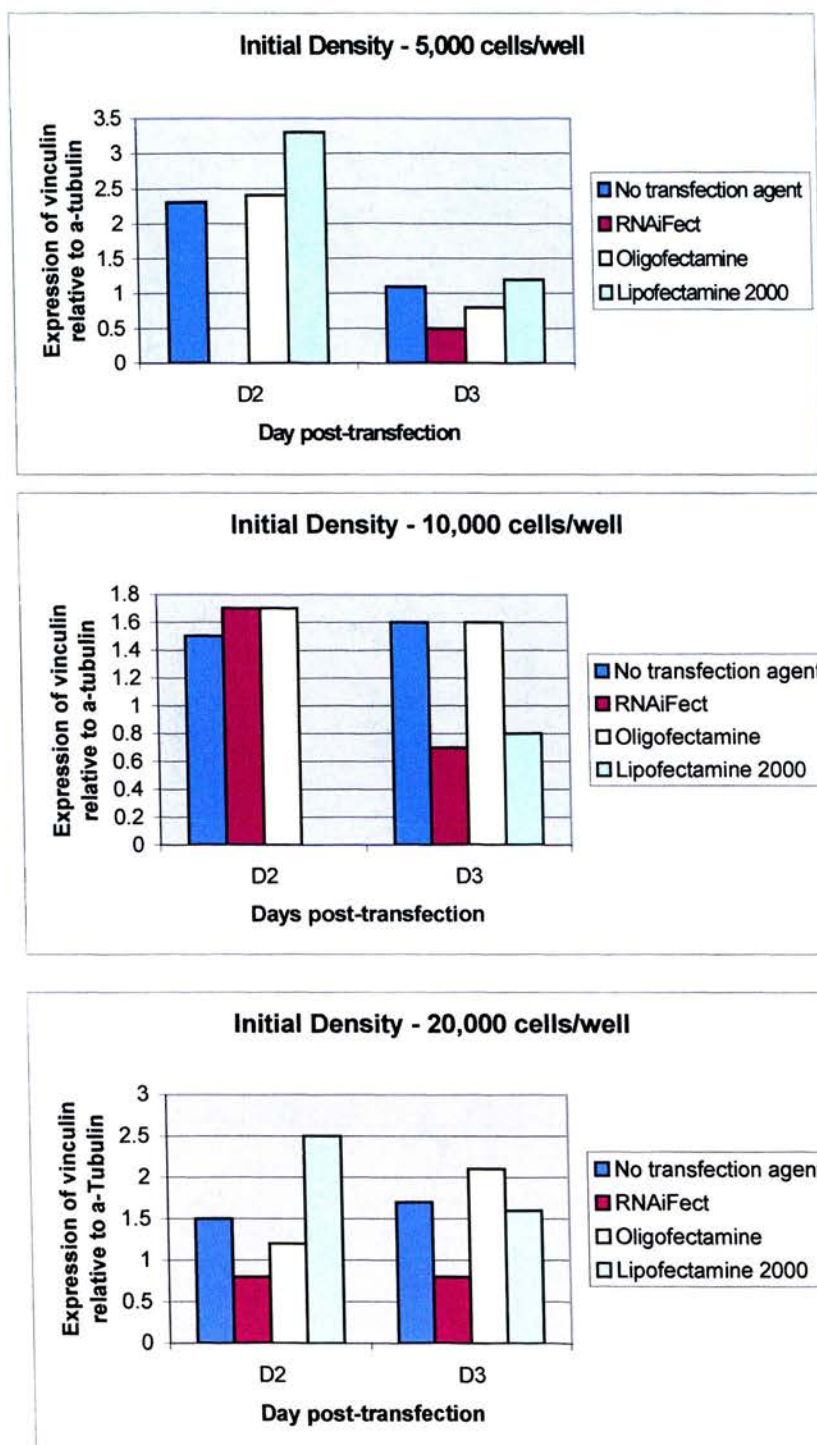 Initial Density - 5,000 cells/well
Expression of vinculin
relative to a-tubulin
3.5
3
2.5
2
1.5
1
0.5
0
D2
D3
Day post-transfection
No transfection agent
RNAiFect
Oligofectamine
Lipofectamine 2000
Initial Density - 10,000 cells/well
Expression of vinculin
relative to a-tubulin
1.8
1.6
1.4
1.2
1
0.8
0.6
0.4
0.2
0
D2
D3
Days post-transfection
No transfection agent
RNAiFect
Oligofectamine
Lipofectamine 2000
Initial Density - 20,000 cells/well
Expression of vinculin
relative to a-Tubulin
3
2.5
2
1.5
1
0.5
0
D2
D3
Day post-transfection
No transfection agent
RNAiFect
Oligofectamine
Lipofectamine 2000